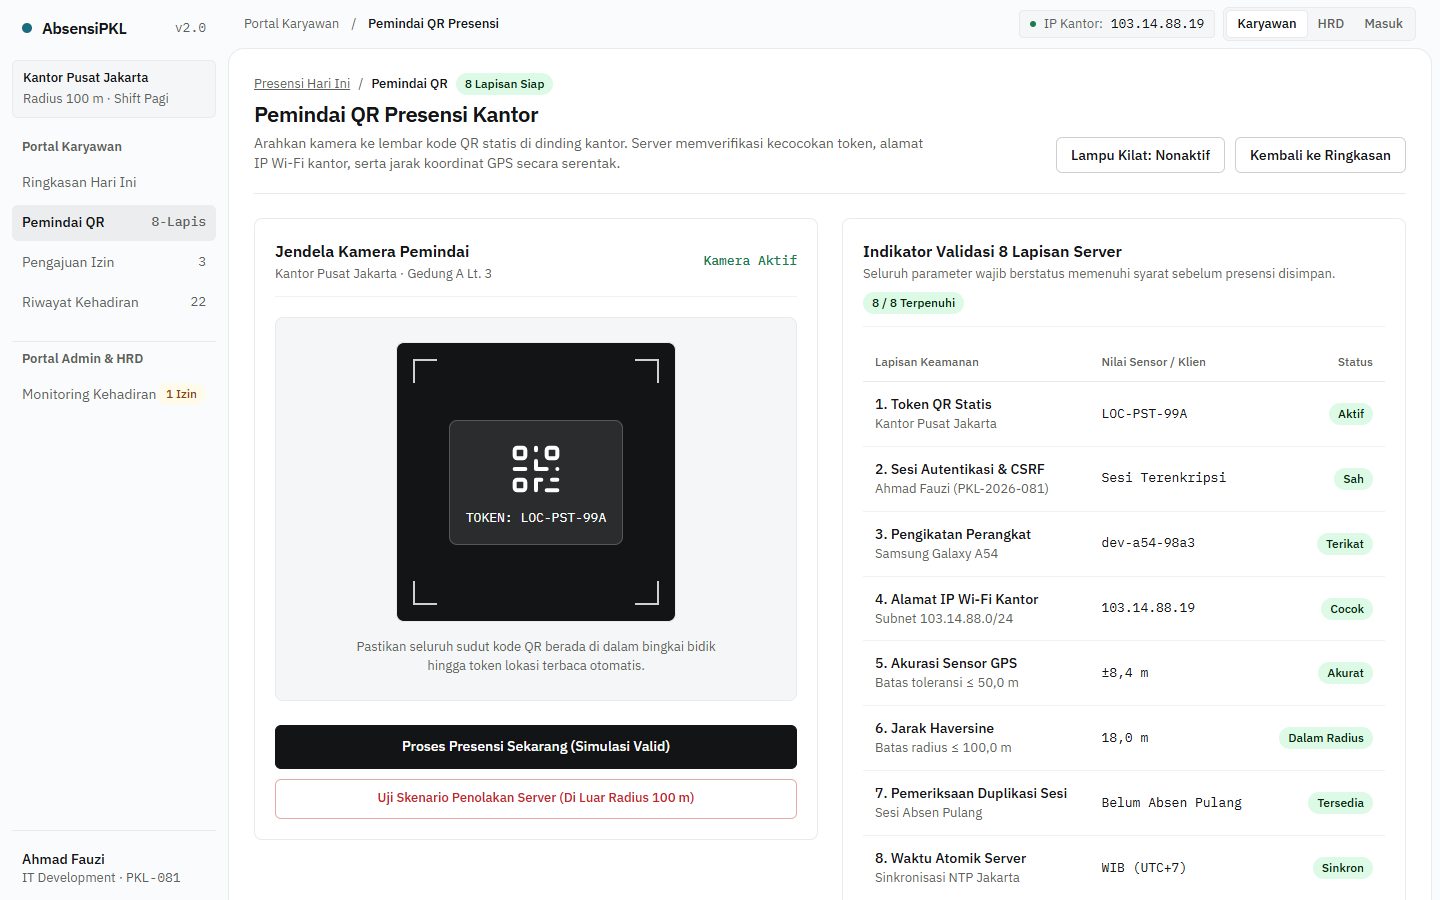 AbsensiPKL v2.0
Kantor Pusat Jakarta
Radius 100 m · Shift Pagi
Portal Karyawan
Ringkasan Hari Ini
Pemindai QR 8-Lapis
Pengajuan Izin 3
Riwayat Kehadiran 22
Portal Admin & HRD
Monitoring Kehadiran 1 Izin
Ahmad Fauzi
IT Development · PKL-081
Portal Karyawan / Pemindai QR Presensi
IP Kantor: 103.14.88.19
Karyawan HRD Masuk
Presensi Hari Ini / Pemindai QR 8 Lapisan Siap
Pemindai QR Presensi Kantor
Arahkan kamera ke lembar kode QR statis di dinding kantor. Server memverifikasi kecocokan token, alamat
IP Wi-Fi kantor, serta jarak koordinat GPS secara serentak.
Lampu Kilat: Nonaktif
Kembali ke Ringkasan
Jendela Kamera Pemindai
Kantor Pusat Jakarta · Gedung A Lt. 3
Kamera Aktif
TOKEN: LOC-PST-99A
Pastikan seluruh sudut kode QR berada di dalam bingkai bidik
hingga token lokasi terbaca otomatis.
Proses Presensi Sekarang (Simulasi Valid)
Uji Skenario Penolakan Server (Di Luar Radius 100 m)
Indikator Validasi 8 Lapisan Server
Seluruh parameter wajib berstatus memenuhi syarat sebelum presensi disimpan.
8 / 8 Terpenuhi
Lapisan Keamanan Nilai Sensor / Klien Status
1. Token QR Statis
Kantor Pusat Jakarta
LOC-PST-99A
Aktif
2. Sesi Autentikasi & CSRF
Ahmad Fauzi (PKL-2026-081)
Sesi Terenkripsi
Sah
3. Pengikatan Perangkat
Samsung Galaxy A54
dev-a54-98a3
Terikat
4. Alamat IP Wi-Fi Kantor
Subnet 103.14.88.0/24
103.14.88.19
Cocok
5. Akurasi Sensor GPS
Batas toleransi ≤ 50,0 m
±8,4 m
Akurat
6. Jarak Haversine
Batas radius ≤ 100,0 m
18,0 m
Dalam Radius
7. Pemeriksaan Duplikasi Sesi
Sesi Absen Pulang
Belum Absen Pulang
Tersedia
8. Waktu Atomik Server
Sinkronisasi NTP Jakarta
WIB (UTC+7)
Sinkron